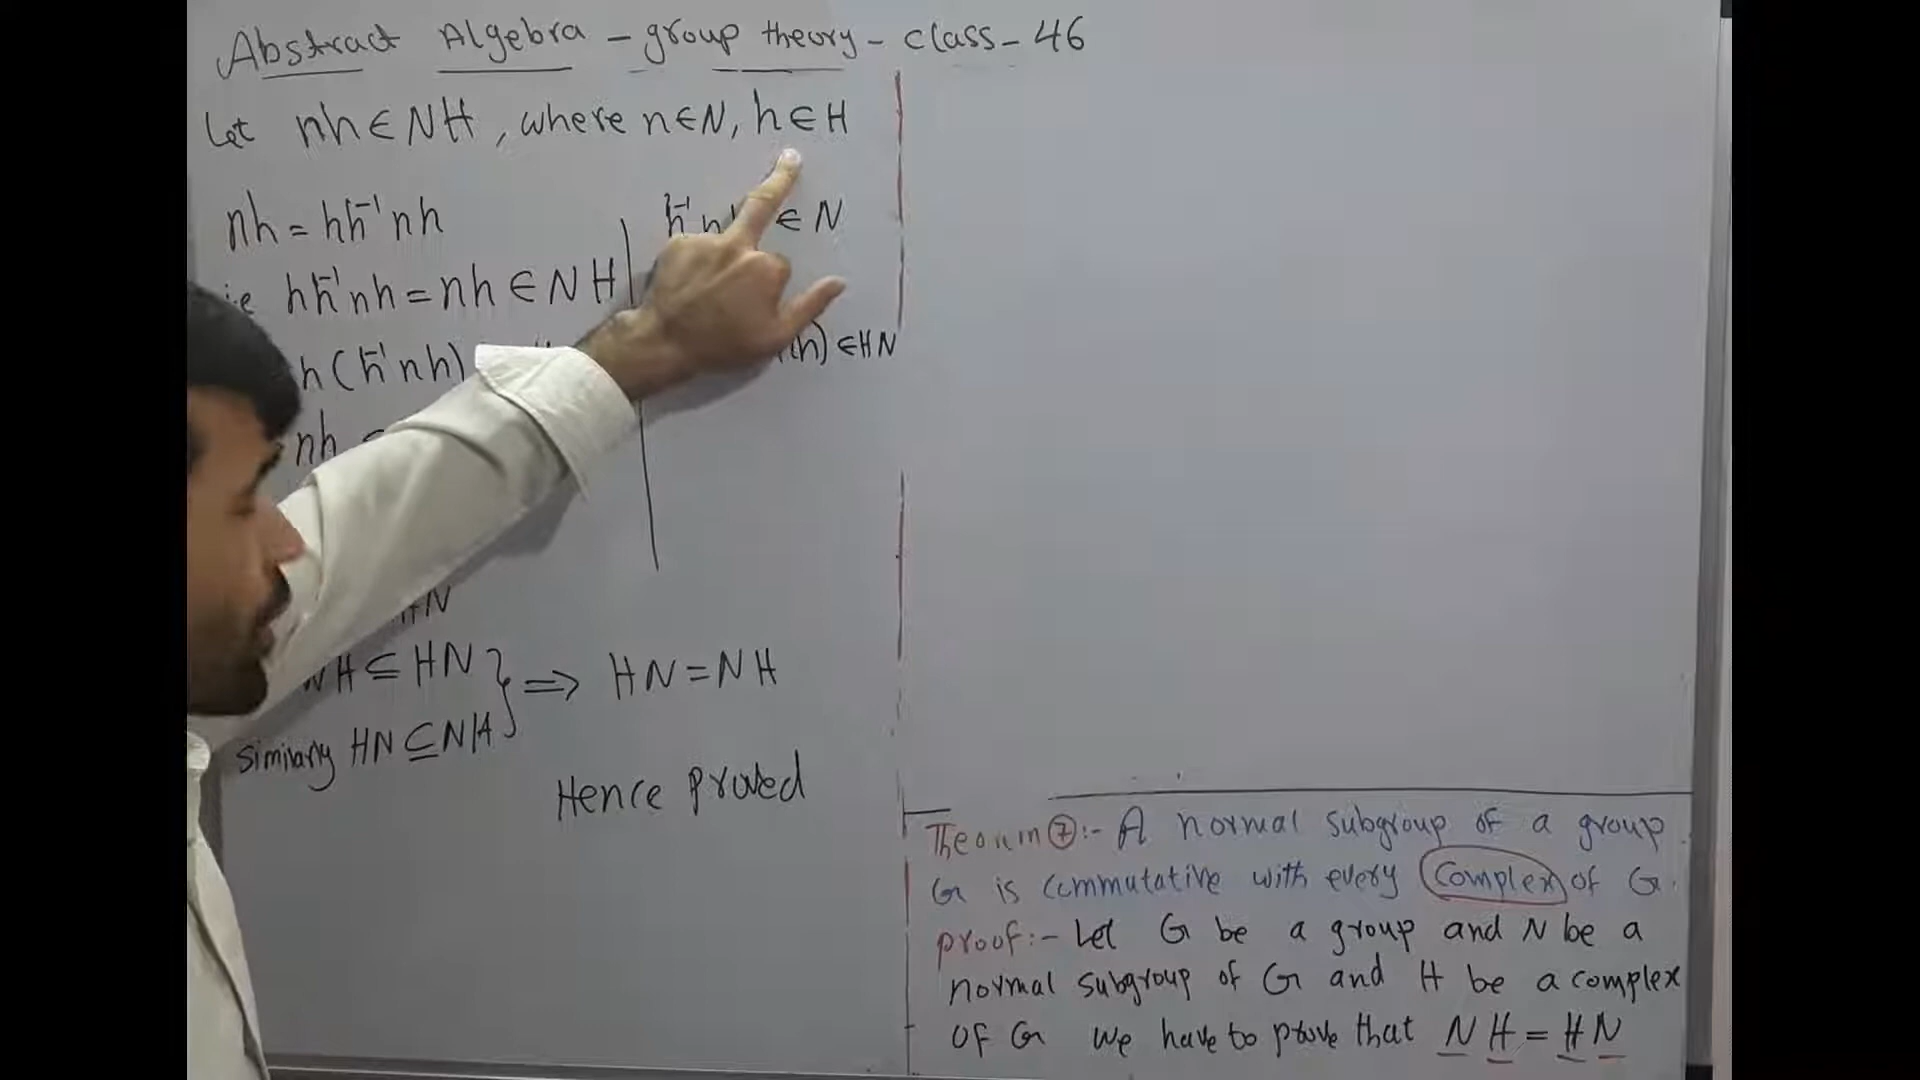 Abstract Algebra - group theory - class - 46
Let nh ∈ NH, where n∈N, h∈H
nh = hh⁻¹nh
ie hh⁻¹nh = nh ∈ NH
h(h⁻¹nh)
nh
HN
NH ⊆ HN } ⇒ HN = NH
Similarly HN ⊆ NH
Hence proved
h⁻¹n ∈ N
h) ∈ HN
Theorem ⑦:- A normal subgroup of a group
G is commutative with every complex of G.
proof:- Let G be a group and N be a
normal subgroup of G and H be a complex
of G we have to prove that NH = HN